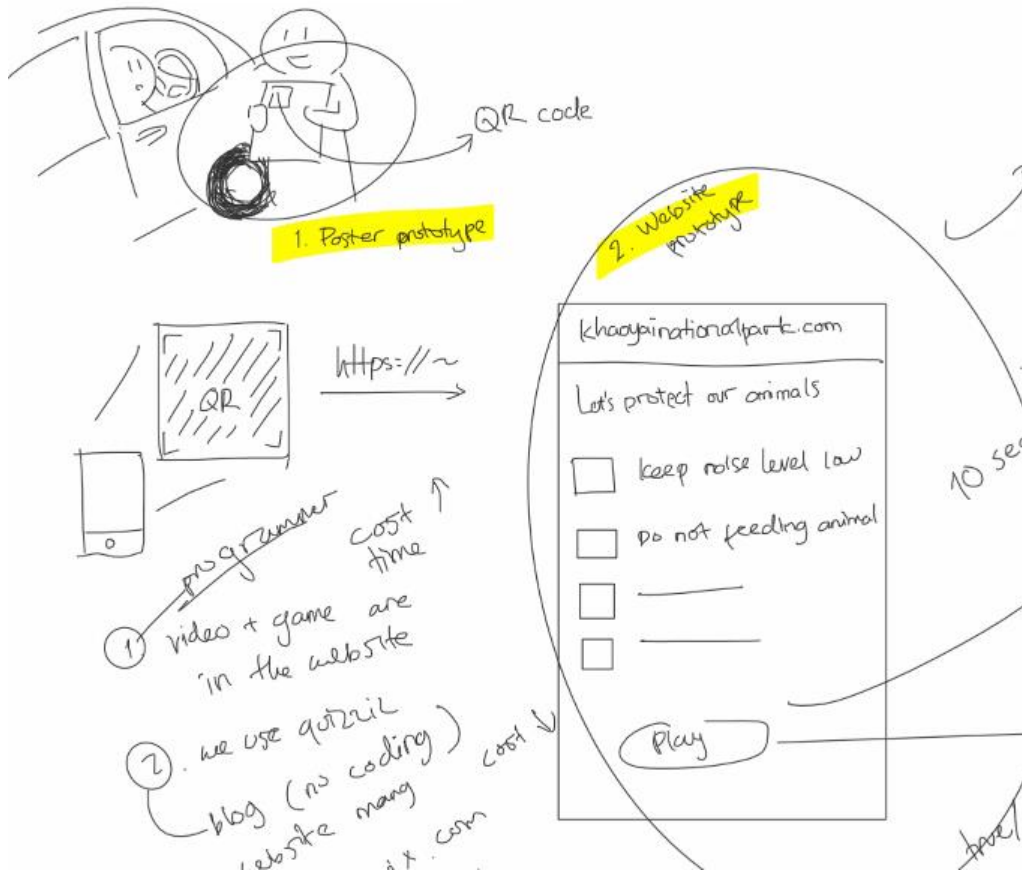 QR code
1. Poster prototype
2. Website
prototype
QR
https://~
khaoyainationalpark.com
Let's protect our animals
keep noise level low
Do not feeding animal
Play
10 sec
programmer
cost ↑
time
1 video + game are
in the website
2. we use quizziz
blog (no coding)
cost ↓
website
.com